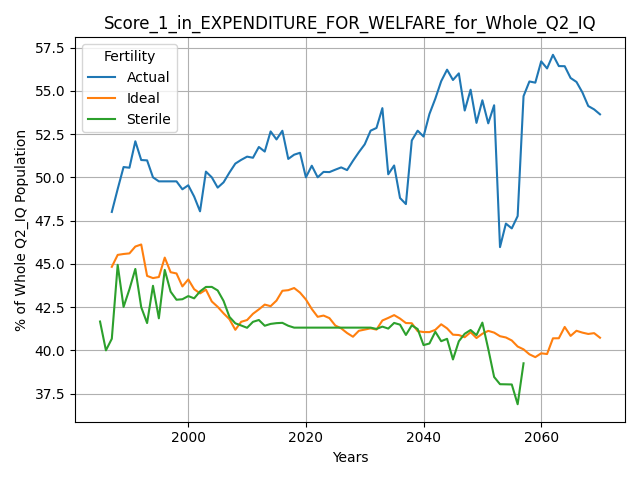 Score_1_in_EXPENDITURE_FOR_WELFARE_for_Whole_Q2_IQ
Fertility
Actual
Ideal
Sterile
% of Whole Q2_IQ Population
57.5
55.0
52.5
50.0
47.5
45.0
42.5
40.0
37.5
2000
2020
2040
2060
Years